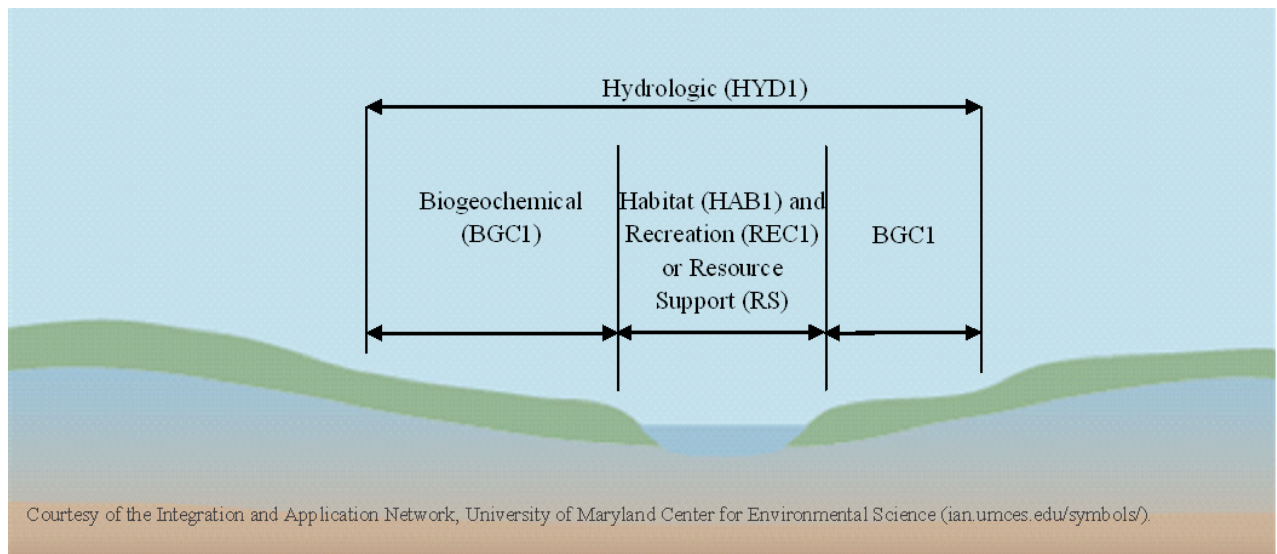 Hydrologic (HYD1)
Biogeochemical
(BGC1)
Habitat (HAB1) and
Recreation (REC1)
or Resource
Support (RS)
BGC1
Courtesy of the Integration and Application Network, University of Maryland Center for Environmental Science (ian.umces.edu/symbols/).